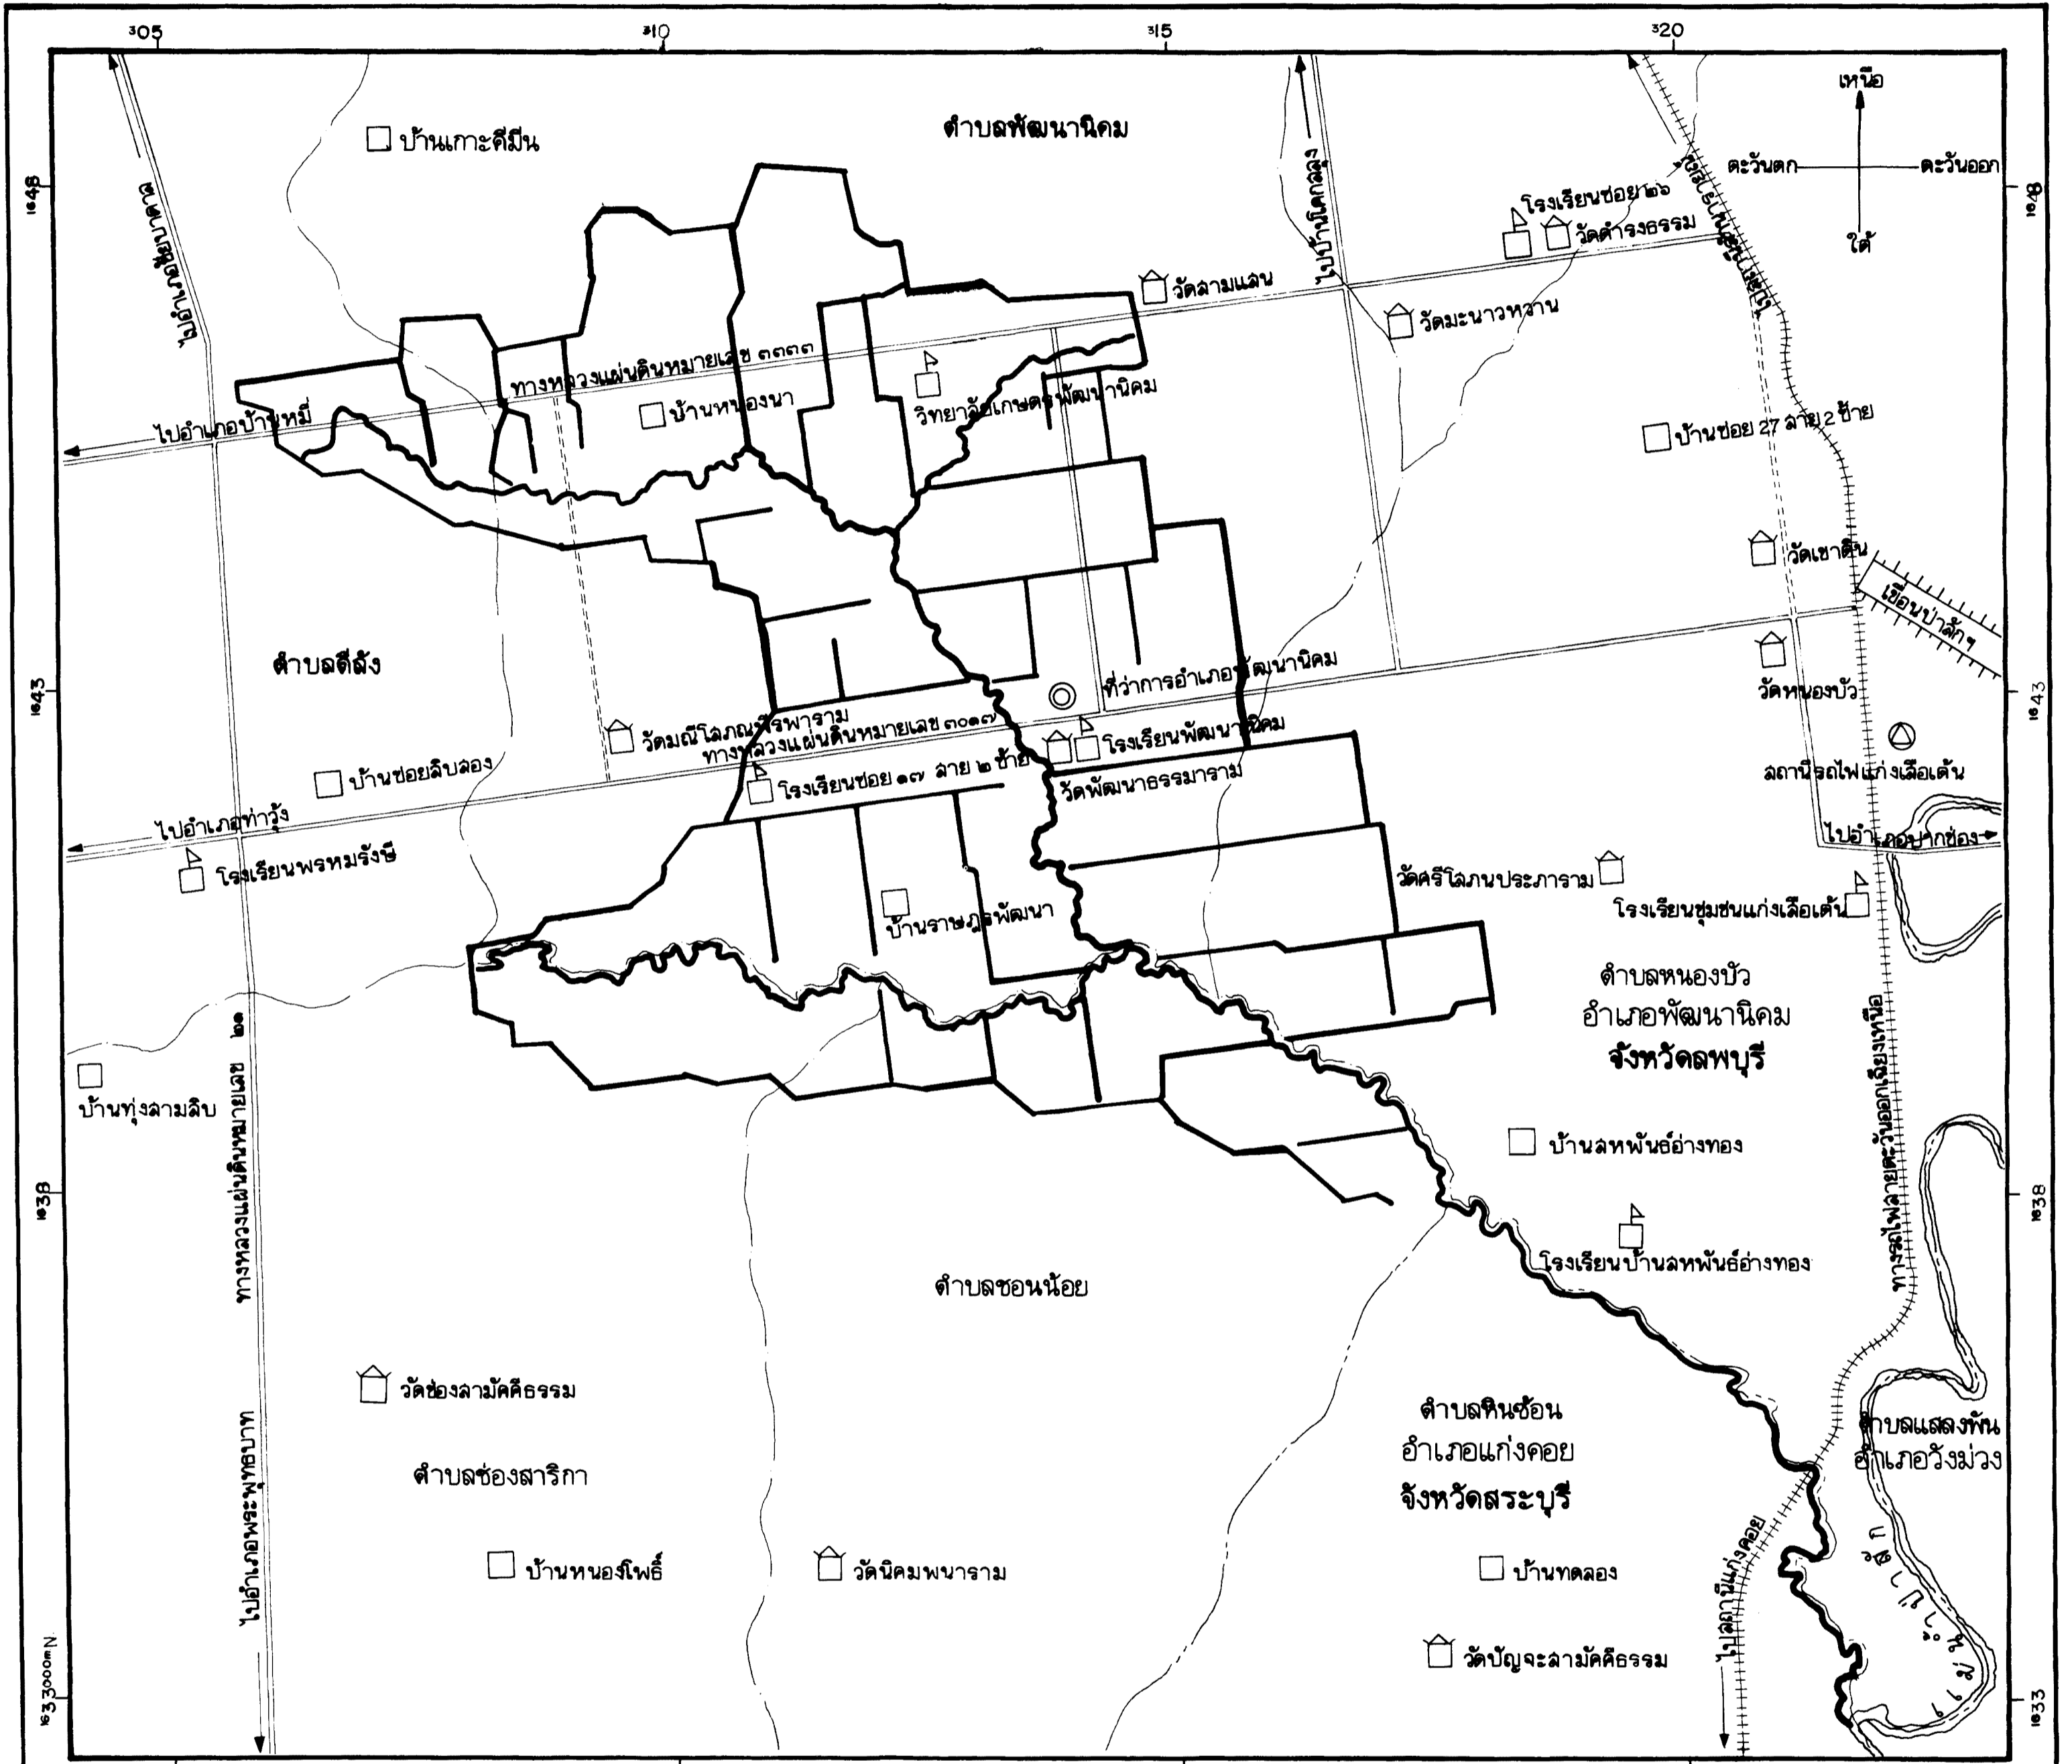 305
310
315
320
1648
1648
เหนือ
ตะวันตก
ตะวันออก
ใต้
ตำบลพัฒนานิคม
บ้านเกาะคีมีน
ไปอำเภอชัยบาดาล
ไปบ้านโคกสลุง
โรงเรียนซอย ๒๖
วัดดำรงธรรม
วัดสามแสน
วัดมะนาวหวาน
ทางหลวงแผ่นดินหมายเลข ๓๓๓๓
บ้านหนองนา
วิทยาลัยเกษตรพัฒนานิคม
ไปอำเภอบ้านหมี่
บ้านซอย 27 สาย 2 ซ้าย
วัดเขาดิน
เขื่อนป่าสักฯ
ตำบลดีลัง
1643
1643
ที่ว่าการอำเภอพัฒนานิคม
วัดหนองบัว
วัดมณีโสภณศิรพาราม
ทางหลวงแผ่นดินหมายเลข ๓๐๑๗
โรงเรียนพัฒนานิคม
สถานีรถไฟแก่งเสือเต้น
บ้านซอยสิบสอง
โรงเรียนซอย ๑๗ สาย ๒ ซ้าย
วัดพัฒนาธรรมาราม
ไปอำเภอท่าวุ้ง
ไปอำเภอปากช่อง
โรงเรียนพรหมรังษี
วัดศรีโสภนประภาราม
โรงเรียนชุมชนแก่งเสือเต้น
บ้านราษฎรพัฒนา
ตำบลหนองบัว
อำเภอพัฒนานิคม
จังหวัดลพบุรี
ทางหลวงแผ่นดินหมายเลข ๒๑
ทางรถไฟสายตะวันออกเฉียงเหนือ
บ้านทุ่งสามสิบ
บ้านสหพันธ์อ่างทอง
1638
1638
โรงเรียนบ้านสหพันธ์อ่างทอง
ตำบลชอนน้อย
วัดช่องสามัคคีธรรม
ตำบลหินซ้อน
อำเภอแก่งคอย
จังหวัดสระบุรี
ตำบลแสลงพัน
อำเภอวังม่วง
ตำบลช่องสาริกา
ไปอำเภอพระพุทธบาท
ไปสถานีแก่งคอย
แม่น้ำป่าสัก
บ้านหนองโพธิ์
วัดนิคมพนาราม
บ้านทดลอง
วัดปัญจะสามัคคีธรรม
1633000mN
1633